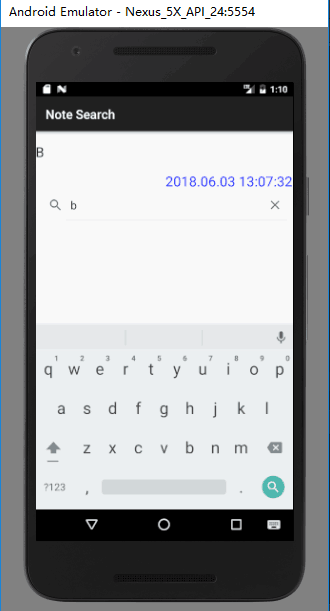 Android Emulator - Nexus_5X_API_24:5554
1:10
Note Search
B
2018.06.03 13:07:32
b
1 2 3 4 5 6 7 8 9 0
q w e r t y u i o p
a s d f g h j k l
z x c v b n m
?123 , .